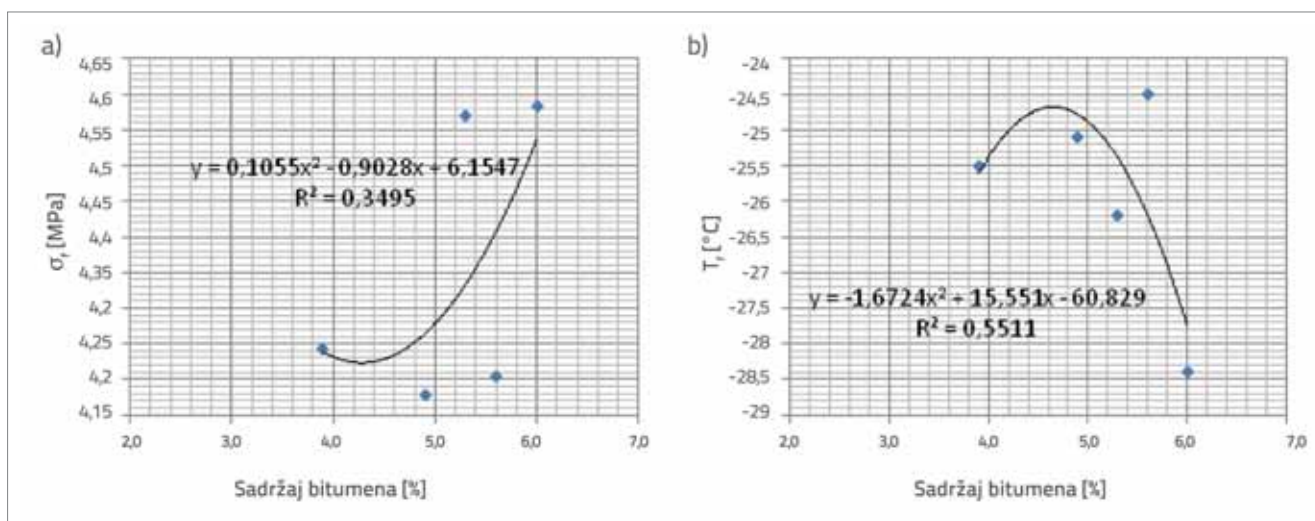 a)
4,65
4,6
4,55
4,5
4,45
4,4
4,35
4,3
4,25
4,2
4,15
σ, [MPa]
y = 0,1055x² - 0,9028x + 6,1547
R² = 0,3495
2,0 3,0 4,0 5,0 6,0 7,0
Sadržaj bitumena [%]
b)
-24
-24,5
-25
-25,5
-26
-26,5
-27
-27,5
-28
-28,5
-29
T, [°C]
y = -1,6724x² + 15,551x - 60,829
R² = 0,5511
2,0 3,0 4,0 5,0 6,0 7,0
Sadržaj bitumena [%]